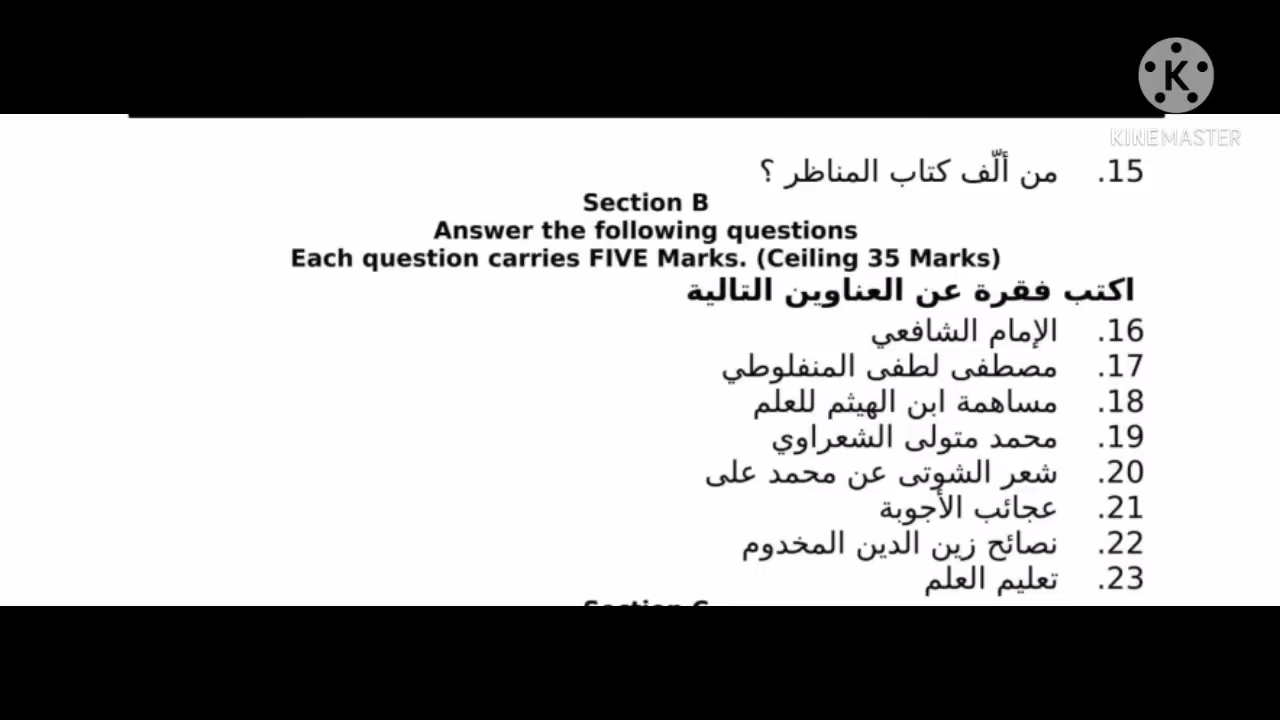 K
KINEMASTER
15. من ألّف كتاب المناظر ؟
Section B
Answer the following questions
Each question carries FIVE Marks. (Ceiling 35 Marks)
اكتب فقرة عن العناوين التالية
16. الإمام الشافعي
17. مصطفى لطفى المنفلوطي
18. مساهمة ابن الهيثم للعلم
19. محمد متولى الشعراوي
20. شعر الشوتى عن محمد على
21. عجائب الأجوبة
22. نصائح زين الدين المخدوم
23. تعليم العلم